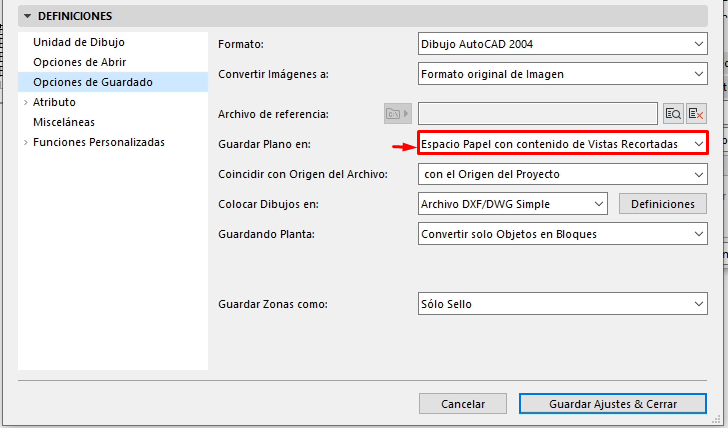 DEFINICIONES
Unidad de Dibujo
Opciones de Abrir
Opciones de Guardado
Atributo
Misceláneas
Funciones Personalizadas
Formato: Dibujo AutoCAD 2004
Convertir Imágenes a: Formato original de Imagen
Archivo de referencia:
Guardar Plano en: Espacio Papel con contenido de Vistas Recortadas
Coincidir con Origen del Archivo: con el Origen del Proyecto
Colocar Dibujos en: Archivo DXF/DWG Simple Definiciones
Guardando Planta: Convertir solo Objetos en Bloques
Guardar Zonas como: Sólo Sello
Cancelar Guardar Ajustes & Cerrar